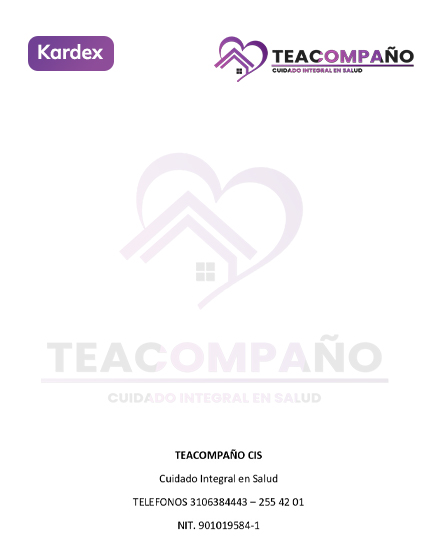 Kardex
TEACOMPAÑO
CUIDADO INTEGRAL EN SALUD
TEACOMPAÑO
CUIDADO INTEGRAL EN SALUD
TEACOMPAÑO CIS
Cuidado Integral en Salud
TELEFONOS 3106384443 – 255 42 01
NIT. 901019584-1